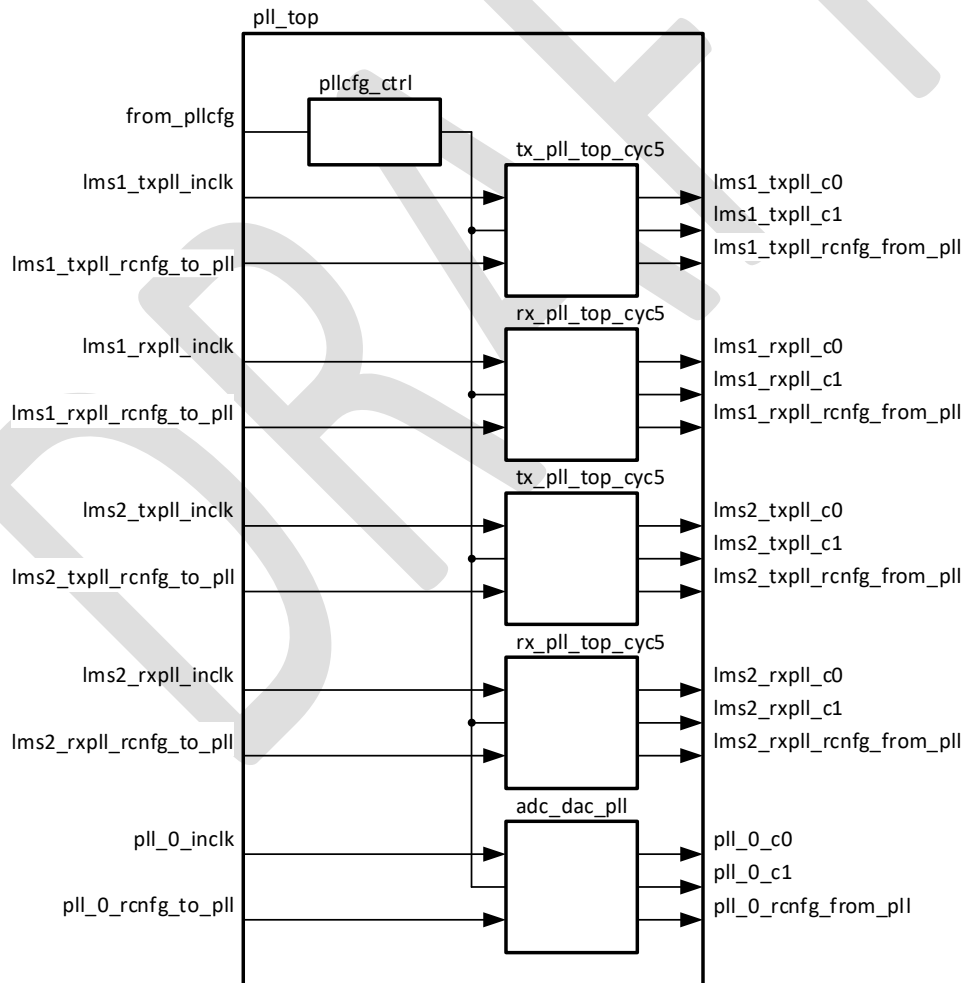 pll_top
pllcfg_ctrl
from_pllcfg
tx_pll_top_cyc5
lms1_txpll_inclk
lms1_txpll_c0
lms1_txpll_c1
lms1_txpll_rcnfg_to_pll
lms1_txpll_rcnfg_from_pll
rx_pll_top_cyc5
lms1_rxpll_inclk
lms1_rxpll_c0
lms1_rxpll_c1
lms1_rxpll_rcnfg_to_pll
lms1_rxpll_rcnfg_from_pll
tx_pll_top_cyc5
lms2_txpll_inclk
lms2_txpll_c0
lms2_txpll_c1
lms2_txpll_rcnfg_to_pll
lms2_txpll_rcnfg_from_pll
rx_pll_top_cyc5
lms2_rxpll_inclk
lms2_rxpll_c0
lms2_rxpll_c1
lms2_rxpll_rcnfg_to_pll
lms2_rxpll_rcnfg_from_pll
adc_dac_pll
pll_0_inclk
pll_0_c0
pll_0_c1
pll_0_rcnfg_to_pll
pll_0_rcnfg_from_pll
DRAFT